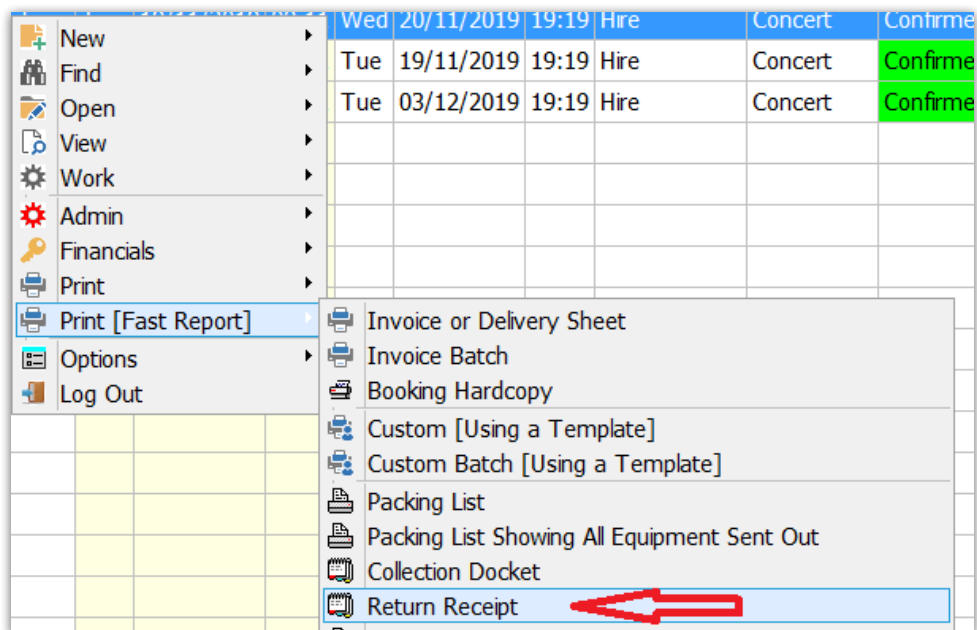 Wed 20/11/2019 19:19 Hire Concert Confirme
New
Tue 19/11/2019 19:19 Hire Concert Confirme
Find
Tue 03/12/2019 19:19 Hire Concert Confirme
Open
View
Work
Admin
Financials
Print
Print [Fast Report]
Options
Log Out
Invoice or Delivery Sheet
Invoice Batch
Booking Hardcopy
Custom [Using a Template]
Custom Batch [Using a Template]
Packing List
Packing List Showing All Equipment Sent Out
Collection Docket
Return Receipt